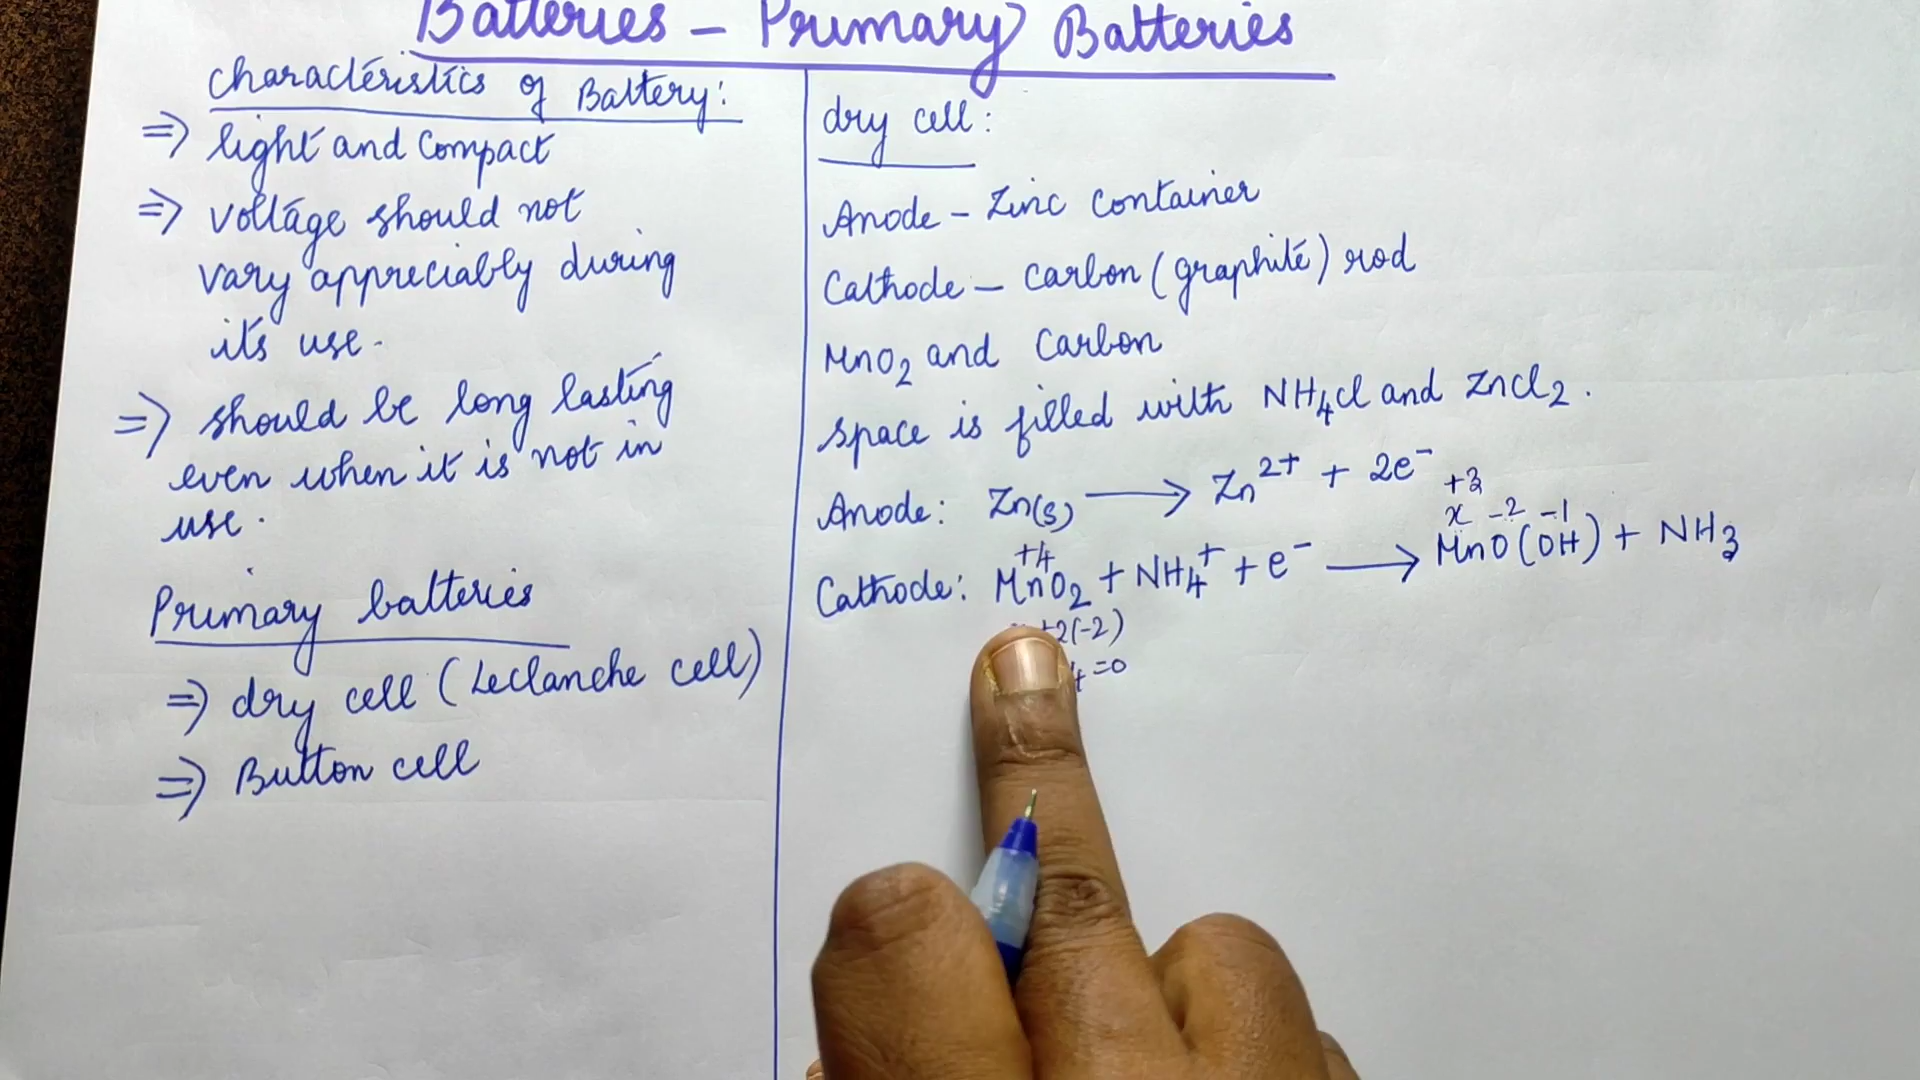 Batteries - Primary Batteries
Characteristics of Battery:
⇒ light and compact
⇒ voltage should not
vary appreciably during
its use.
⇒ should be long lasting
even when it is not in
use.
Primary batteries
⇒ dry cell (Leclanche cell)
⇒ Button cell
dry cell:
Anode - Zinc container
Cathode - Carbon (graphite) rod
MnO₂ and Carbon
space is filled with NH₄Cl and ZnCl₂.
Anode: Zn(s) ⟶ Zn²⁺ + 2e⁻
+3
+4 x -2 -1
Cathode: MnO₂ + NH₄⁺ + e⁻ ⟶ MnO(OH) + NH₃
+2(-2)
4=0